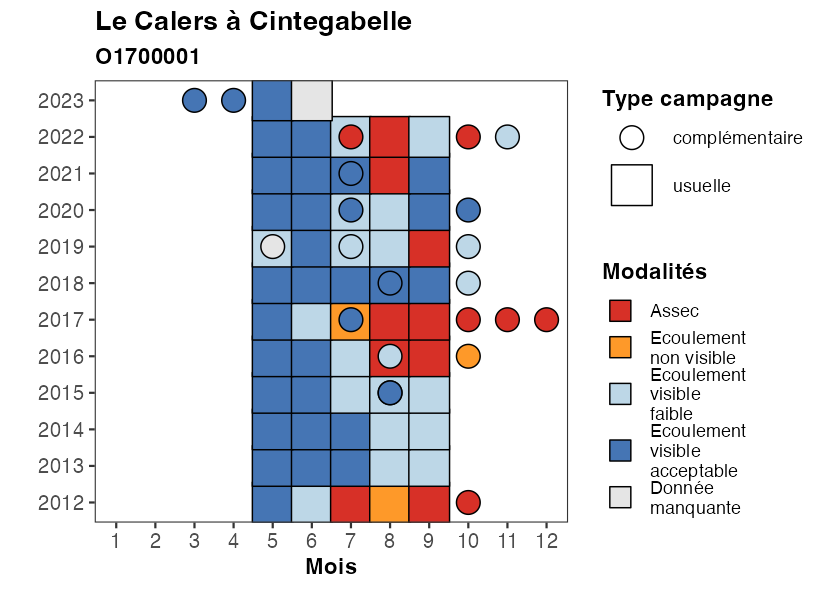 Le Calers à Cintegabelle
O1700001
2023
2022
2021
2020
2019
2018
2017
2016
2015
2014
2013
2012
1 2 3 4 5 6 7 8 9 10 11 12
Mois
Type campagne
complémentaire
usuelle
Modalités
Assec
Ecoulement
non visible
Ecoulement
visible
faible
Ecoulement
visible
acceptable
Donnée
manquante